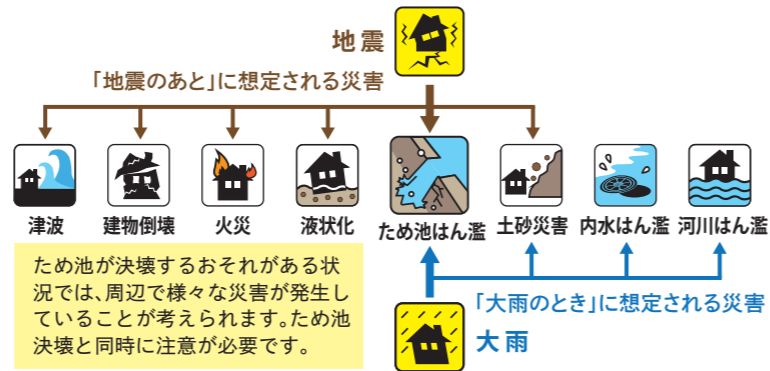 地震
「地震のあと」に想定される災害
津波
建物倒壊
火災
液状化
ため池はん濫
土砂災害
内水はん濫
河川はん濫
ため池が決壊するおそれがある状
況では、周辺で様々な災害が発生し
ていることが考えられます。ため池
決壊と同時に注意が必要です。
「大雨のとき」に想定される災害
大雨